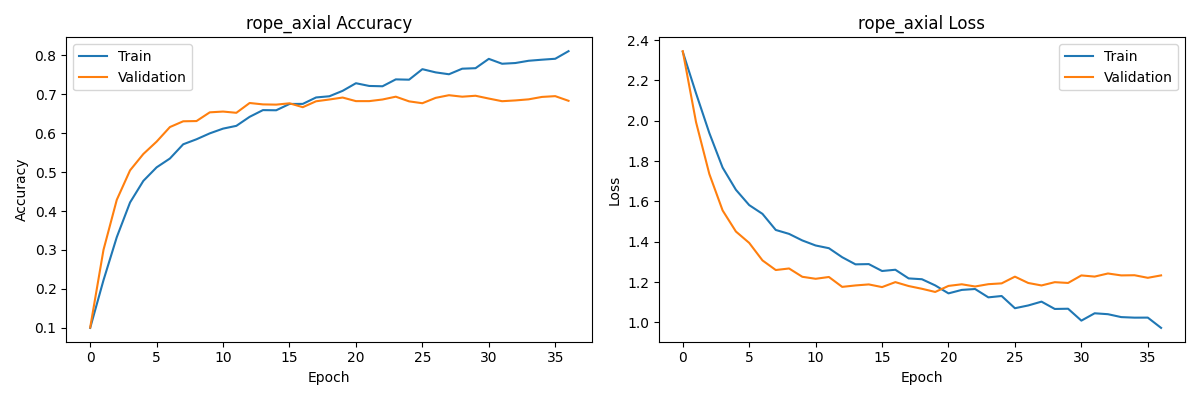 rope_axial Accuracy
Train
Validation
Accuracy
0.8
0.7
0.6
0.5
0.4
0.3
0.2
0.1
0 5 10 15 20 25 30 35
Epoch
rope_axial Loss
Train
Validation
Loss
2.4
2.2
2.0
1.8
1.6
1.4
1.2
1.0
0 5 10 15 20 25 30 35
Epoch